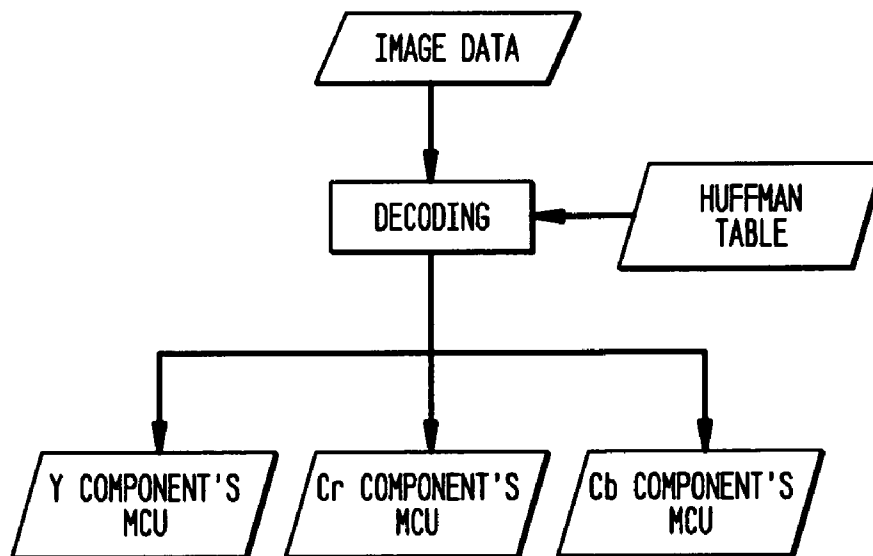 IMAGE DATA
DECODING
HUFFMAN
TABLE
Y COMPONENT'S
MCU
Cr COMPONENT'S
MCU
Cb COMPONENT'S
MCU